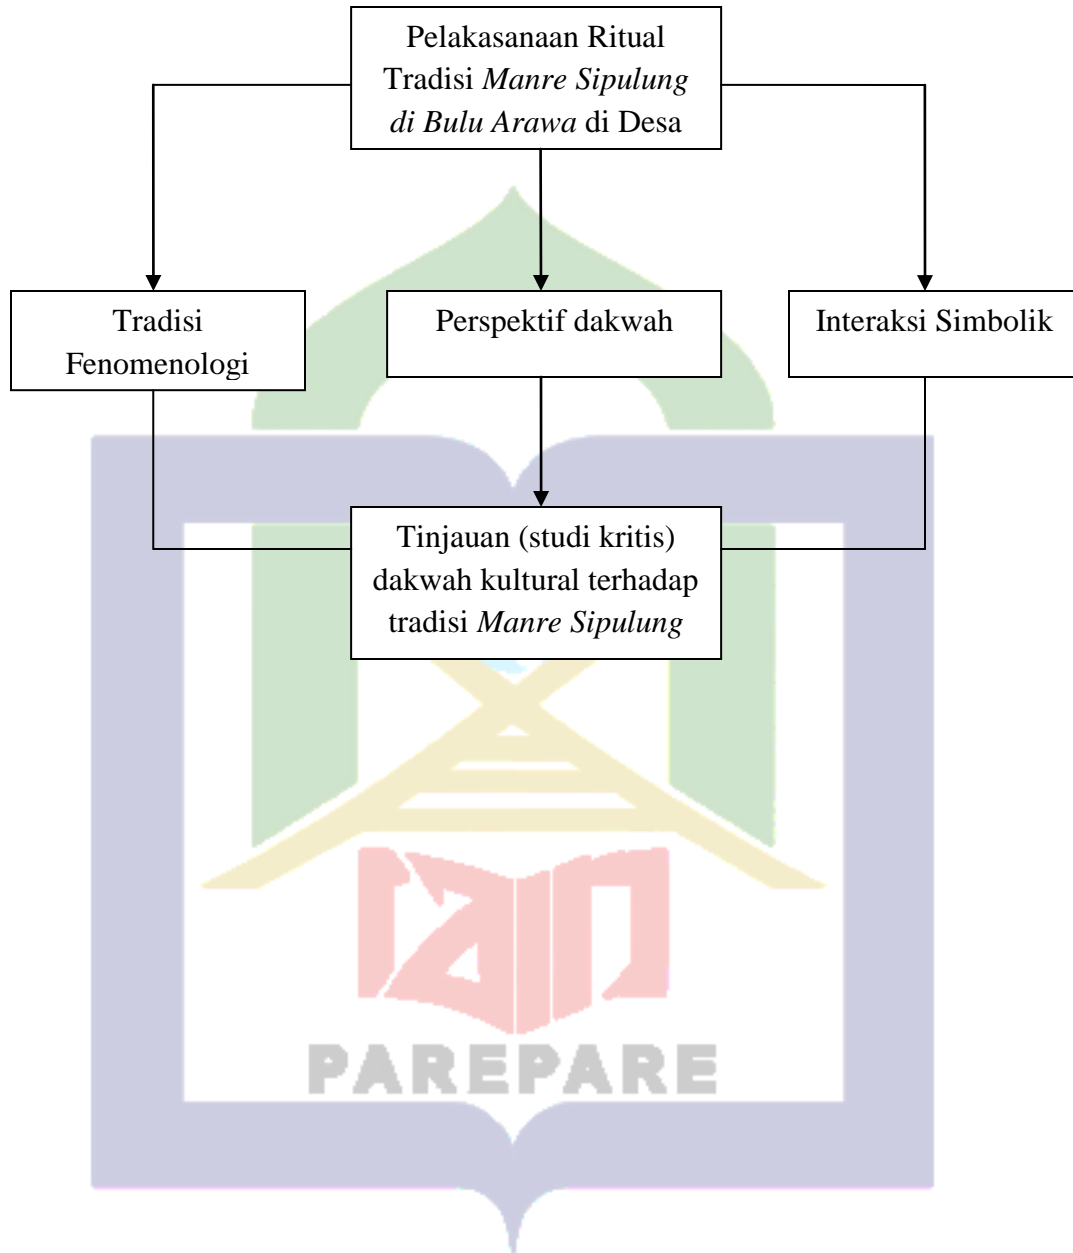 Pelakasanaan Ritual
Tradisi Manre Sipulung
di Bulu Arawa di Desa
Tradisi
Fenomenologi
Perspektif dakwah
Interaksi Simbolik
Tinjauan (studi kritis)
dakwah kultural terhadap
tradisi Manre Sipulung
iain
PAREPARE